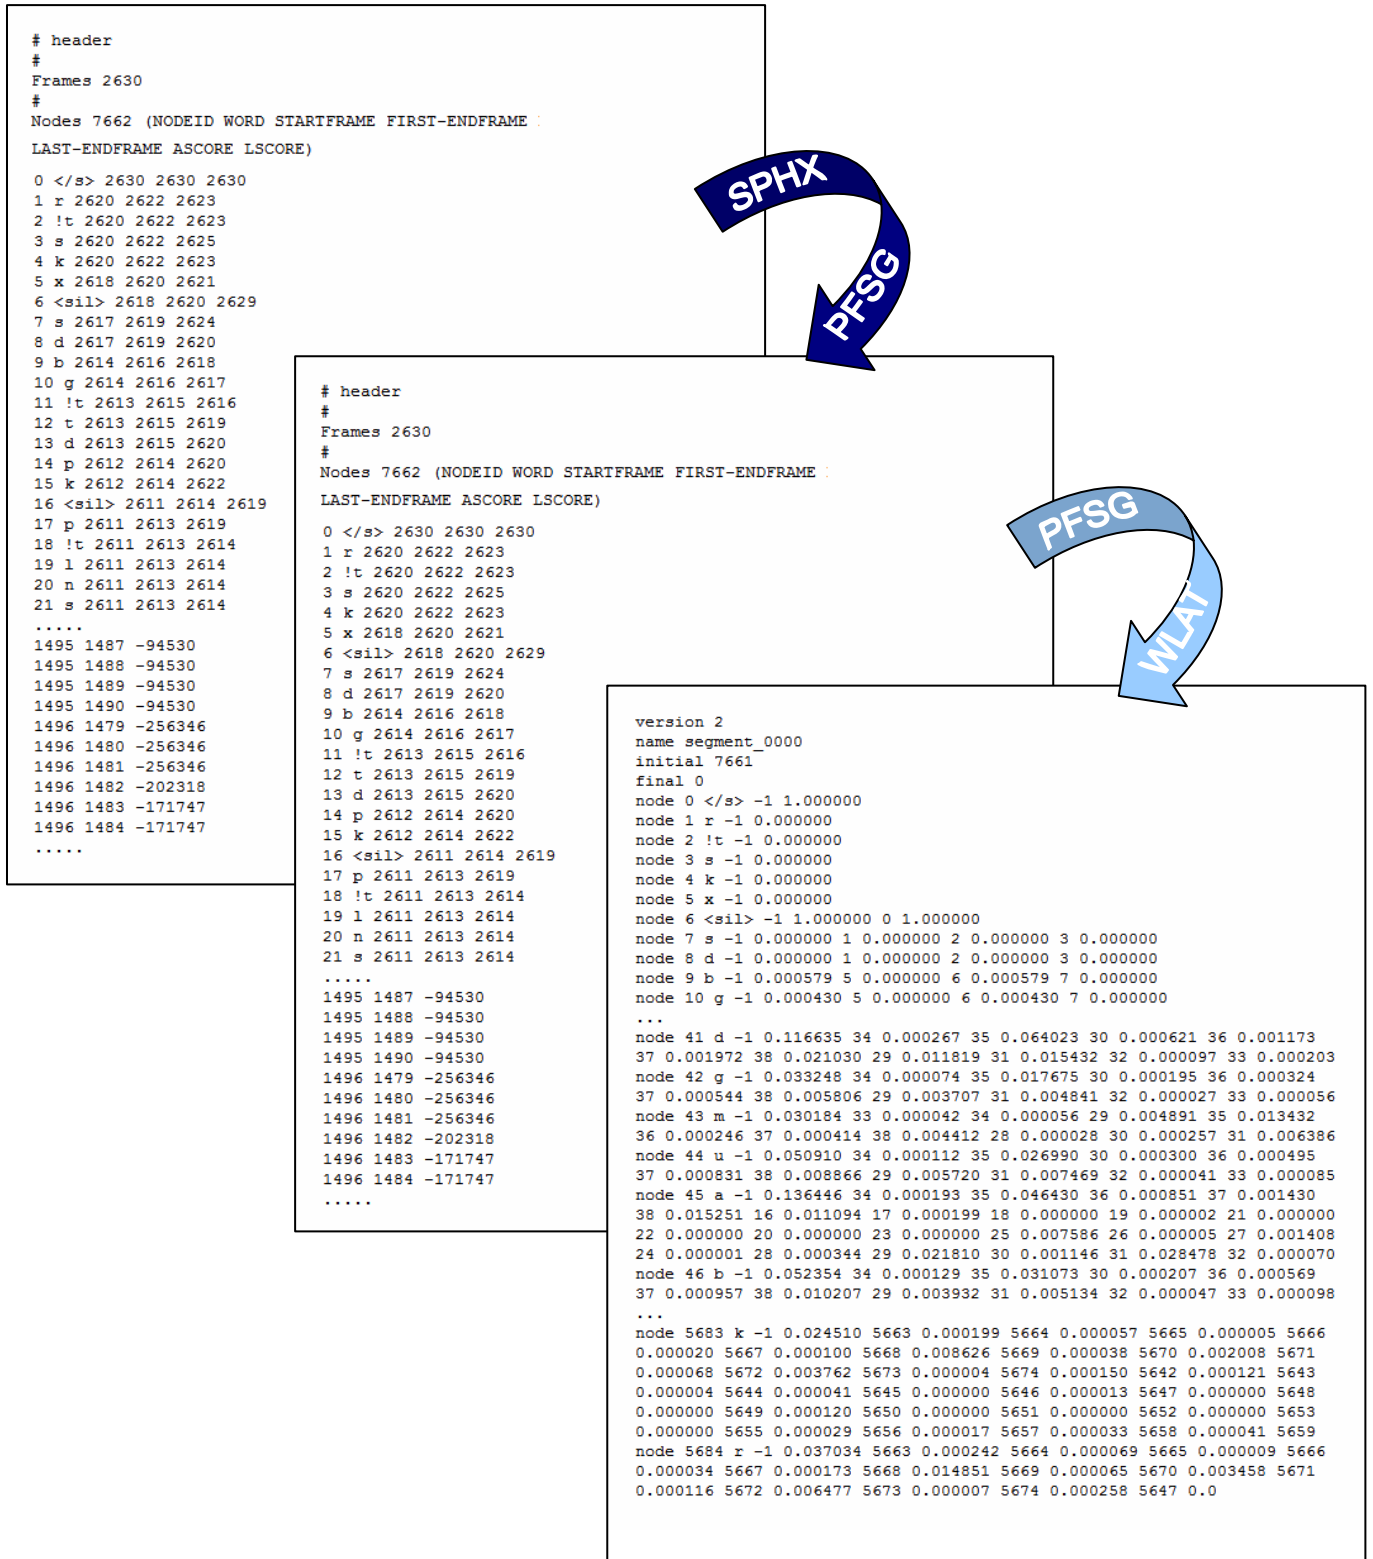 # header
#
Frames 2630
#
Nodes 7662 (NODEID WORD STARTFRAME FIRST-ENDFRAME
LAST-ENDFRAME ASCORE LSCORE)
0 </s> 2630 2630 2630
1 r 2620 2622 2623
2 !t 2620 2622 2623
3 s 2620 2622 2625
4 k 2620 2622 2623
5 x 2618 2620 2621
6 <sil> 2618 2620 2629
7 s 2617 2619 2624
8 d 2617 2619 2620
9 b 2614 2616 2618
10 g 2614 2616 2617
11 !t 2613 2615 2616
12 t 2613 2615 2619
13 d 2613 2615 2620
14 p 2612 2614 2620
15 k 2612 2614 2622
16 <sil> 2611 2614 2619
17 p 2611 2613 2619
18 !t 2611 2613 2614
19 l 2611 2613 2614
20 n 2611 2613 2614
21 s 2611 2613 2614
.....
1495 1487 -94530
1495 1488 -94530
1495 1489 -94530
1495 1490 -94530
1496 1479 -256346
1496 1480 -256346
1496 1481 -256346
1496 1482 -202318
1496 1483 -171747
1496 1484 -171747
.....
SPHX
PFSG
# header
#
Frames 2630
#
Nodes 7662 (NODEID WORD STARTFRAME FIRST-ENDFRAME
LAST-ENDFRAME ASCORE LSCORE)
0 </s> 2630 2630 2630
1 r 2620 2622 2623
2 !t 2620 2622 2623
3 s 2620 2622 2625
4 k 2620 2622 2623
5 x 2618 2620 2621
6 <sil> 2618 2620 2629
7 s 2617 2619 2624
8 d 2617 2619 2620
9 b 2614 2616 2618
10 g 2614 2616 2617
11 !t 2613 2615 2616
12 t 2613 2615 2619
13 d 2613 2615 2620
14 p 2612 2614 2620
15 k 2612 2614 2622
16 <sil> 2611 2614 2619
17 p 2611 2613 2619
18 !t 2611 2613 2614
19 l 2611 2613 2614
20 n 2611 2613 2614
21 s 2611 2613 2614
.....
1495 1487 -94530
1495 1488 -94530
1495 1489 -94530
1495 1490 -94530
1496 1479 -256346
1496 1480 -256346
1496 1481 -256346
1496 1482 -202318
1496 1483 -171747
1496 1484 -171747
.....
PFSG
WLAT
version 2
name segment_0000
initial 7661
final 0
node 0 </s> -1 1.000000
node 1 r -1 0.000000
node 2 !t -1 0.000000
node 3 s -1 0.000000
node 4 k -1 0.000000
node 5 x -1 0.000000
node 6 <sil> -1 1.000000 0 1.000000
node 7 s -1 0.000000 1 0.000000 2 0.000000 3 0.000000
node 8 d -1 0.000000 1 0.000000 2 0.000000 3 0.000000
node 9 b -1 0.000579 5 0.000000 6 0.000579 7 0.000000
node 10 g -1 0.000430 5 0.000000 6 0.000430 7 0.000000
...
node 41 d -1 0.116635 34 0.000267 35 0.064023 30 0.000621 36 0.001173
37 0.001972 38 0.021030 29 0.011819 31 0.015432 32 0.000097 33 0.000203
node 42 g -1 0.033248 34 0.000074 35 0.017675 30 0.000195 36 0.000324
37 0.000544 38 0.005806 29 0.003707 31 0.004841 32 0.000027 33 0.000056
node 43 m -1 0.030184 33 0.000042 34 0.000056 29 0.004891 35 0.013432
36 0.000246 37 0.000414 38 0.004412 28 0.000028 30 0.000257 31 0.006386
node 44 u -1 0.050910 34 0.000112 35 0.026990 30 0.000300 36 0.000495
37 0.000831 38 0.008866 29 0.005720 31 0.007469 32 0.000041 33 0.000085
node 45 a -1 0.136446 34 0.000193 35 0.046430 36 0.000851 37 0.001430
38 0.015251 16 0.011094 17 0.000199 18 0.000000 19 0.000002 21 0.000000
22 0.000000 20 0.000000 23 0.000000 25 0.007586 26 0.000005 27 0.001408
24 0.000001 28 0.000344 29 0.021810 30 0.001146 31 0.028478 32 0.000070
node 46 b -1 0.052354 34 0.000129 35 0.031073 30 0.000207 36 0.000569
37 0.000957 38 0.010207 29 0.003932 31 0.005134 32 0.000047 33 0.000098
...
node 5683 k -1 0.024510 5663 0.000199 5664 0.000057 5665 0.000005 5666
0.000020 5667 0.000100 5668 0.008626 5669 0.000038 5670 0.002008 5671
0.000068 5672 0.003762 5673 0.000004 5674 0.000150 5642 0.000121 5643
0.000004 5644 0.000041 5645 0.000000 5646 0.000013 5647 0.000000 5648
0.000000 5649 0.000120 5650 0.000000 5651 0.000000 5652 0.000000 5653
0.000000 5655 0.000029 5656 0.000017 5657 0.000033 5658 0.000041 5659
node 5684 r -1 0.037034 5663 0.000242 5664 0.000069 5665 0.000009 5666
0.000034 5667 0.000173 5668 0.014851 5669 0.000065 5670 0.003458 5671
0.000116 5672 0.006477 5673 0.000007 5674 0.000258 5647 0.0